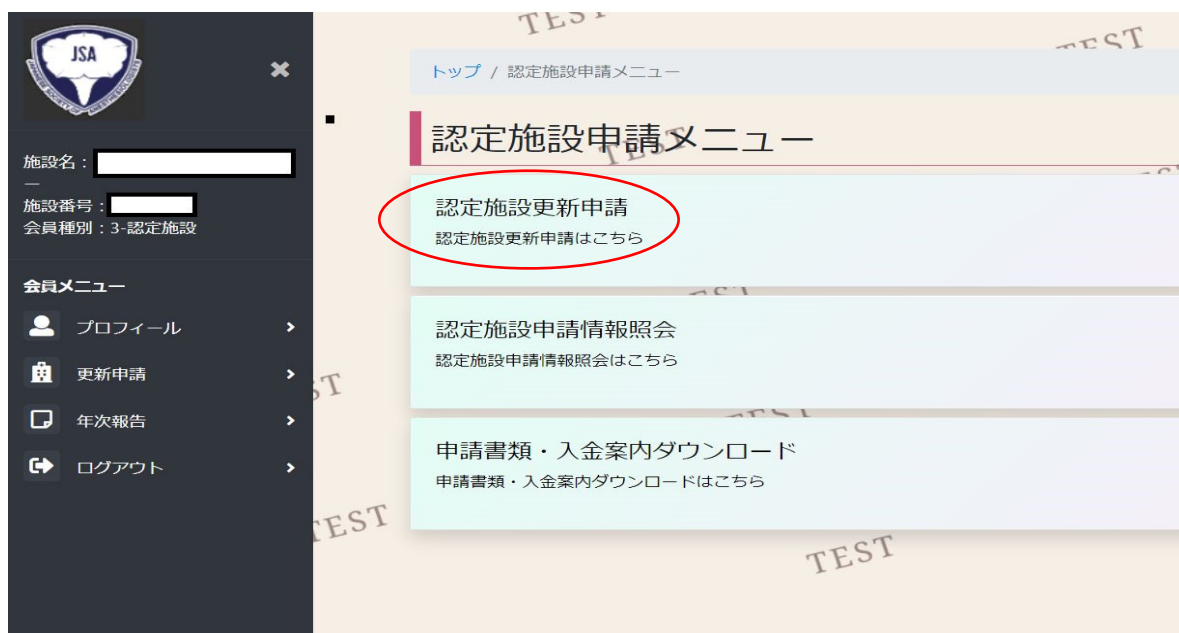 JSA
施設名：
施設番号：
会員種別：3-認定施設
会員メニュー
プロフィール
更新申請
年次報告
ログアウト
TEST
TEST
トップ / 認定施設申請メニュー
認定施設申請メニュー
TEST
認定施設更新申請
認定施設更新申請はこちら
認定施設申請情報照会
認定施設申請情報照会はこちら
申請書類・入金案内ダウンロード
申請書類・入金案内ダウンロードはこちら
TEST
TEST